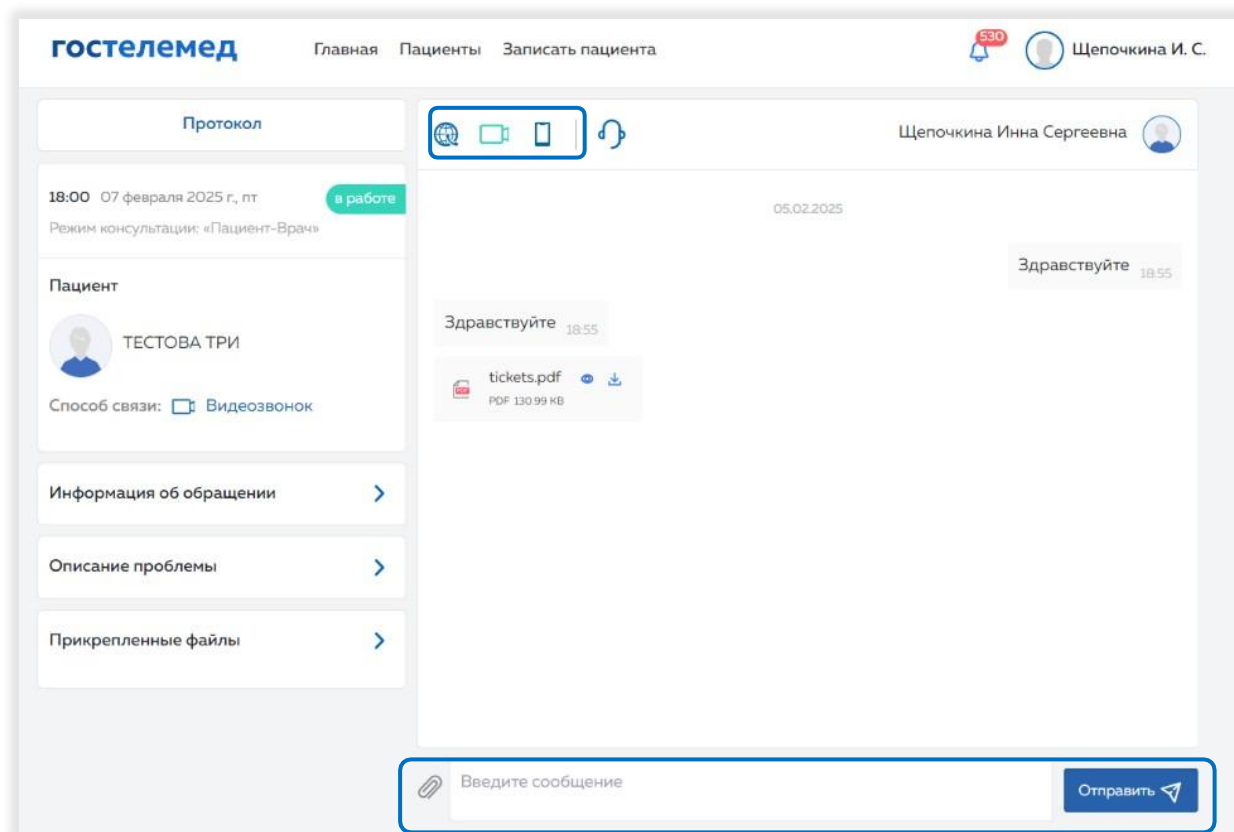 гостелемед
Главная Пациенты Записать пациента
530
Щепочкина И. С.
Протокол
18:00 07 февраля 2025 г., пт
в работе
Режим консультации: «Пациент-Врач»
Пациент
ТЕСТОВА ТРИ
Способ связи: Видеозвонок
Информация об обращении
Описание проблемы
Прикрепленные файлы
Щепочкина Инна Сергеевна
05.02.2025
Здравствуйте 18:55
Здравствуйте 18:55
tickets.pdf
PDF
PDF 130.99 KB
Введите сообщение
Отправить